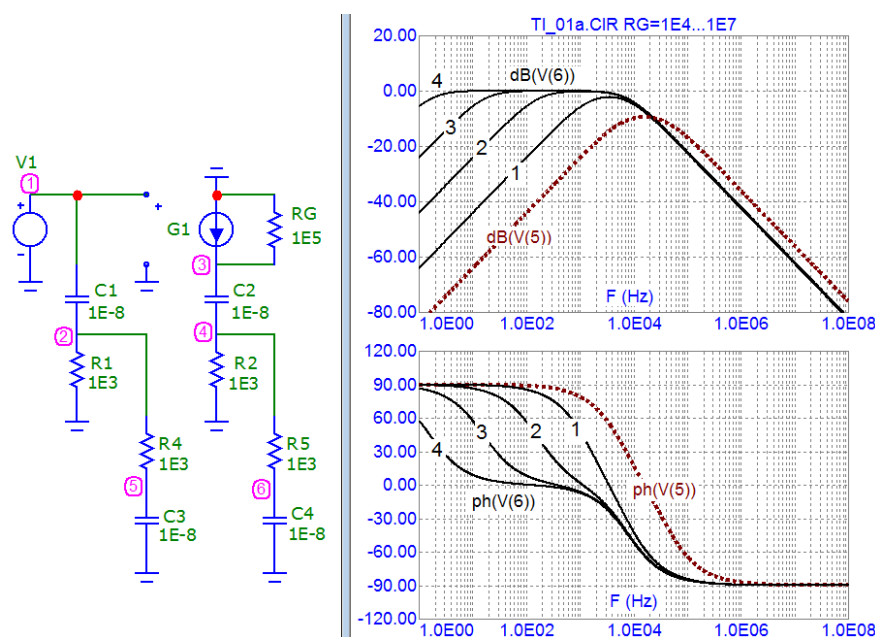 V1
1
+
-
C1
1E-8
2
R1
1E3
R4
1E3
5
C3
1E-8
+
G1
RG
1E5
3
C2
1E-8
4
R2
1E3
R5
1E3
6
C4
1E-8
TI_01a.CIR RG=1E4...1E7
20.00
0.00
-20.00
-40.00
-60.00
-80.00
4
3
2
1
dB(V(6))
dB(V(5))
F (Hz)
1.0E00 1.0E02 1.0E04 1.0E06 1.0E08
120.00
90.00
60.00
30.00
0.00
-30.00
-60.00
-90.00
-120.00
4
3
2
1
ph(V(6))
ph(V(5))
F (Hz)
1.0E00 1.0E02 1.0E04 1.0E06 1.0E08